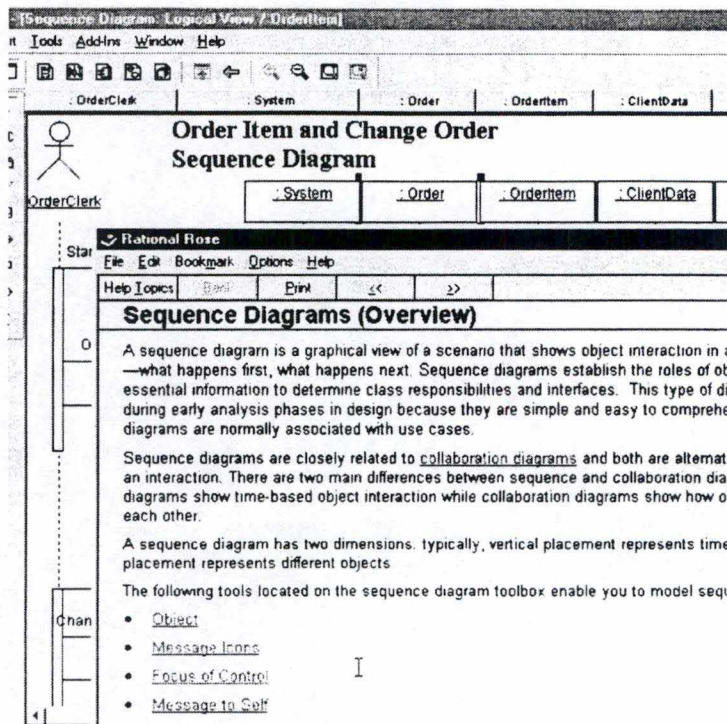 [Sequence Diagram: Logical View / OrderItem]
Tools Add-Ins Window Help
: OrderClerk : System : Order : OrderItem : ClientData
Order Item and Change Order
Sequence Diagram
OrderClerk
: System : Order : OrderItem : ClientData
Star
Rational Rose
File Edit Bookmark Options Help
Help Topics Back Print << >>
Sequence Diagrams (Overview)
O
A sequence diagram is a graphical view of a scenario that shows object interaction in a
—what happens first, what happens next. Sequence diagrams establish the roles of ob
essential information to determine class responsibilities and interfaces. This type of di
during early analysis phases in design because they are simple and easy to comprehe
diagrams are normally associated with use cases.
Sequence diagrams are closely related to collaboration diagrams and both are alternat
an interaction. There are two main differences between sequence and collaboration dia
diagrams show time-based object interaction while collaboration diagrams show how o
each other.
A sequence diagram has two dimensions. typically, vertical placement represents time
placement represents different objects
The following tools located on the sequence diagram toolbox enable you to model sequ
Chan
• Object
• Message Icons
• Focus of Control
• Message to Self